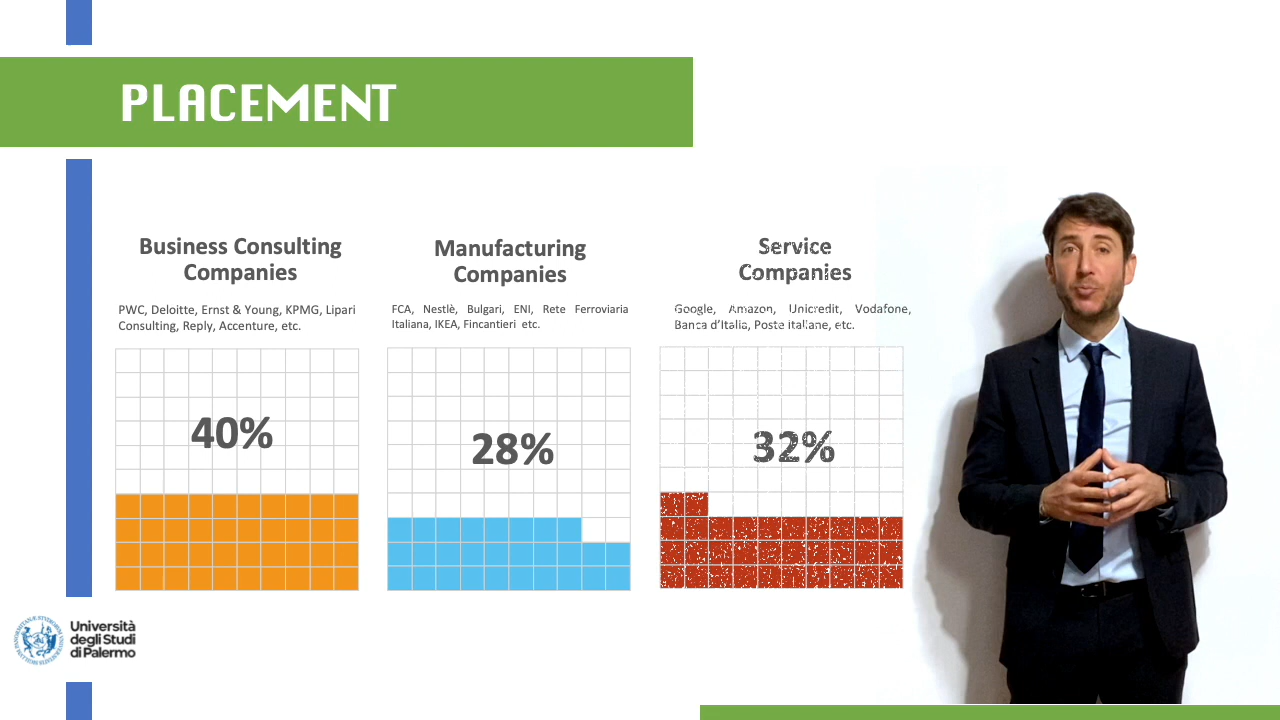 PLACEMENT
Business Consulting
Companies
PWC, Deloitte, Ernst & Young, KPMG, Lipari
Consulting, Reply, Accenture, etc.
40%
Manufacturing
Companies
FCA, Nestlè, Bulgari, ENI, Rete Ferroviaria
Italiana, IKEA, Fincantieri etc.
28%
Service
Companies
Google, Amazon, Unicredit, Vodafone,
Banca d'Italia, Poste italiane, etc.
32%
Università
degli Studi
di Palermo